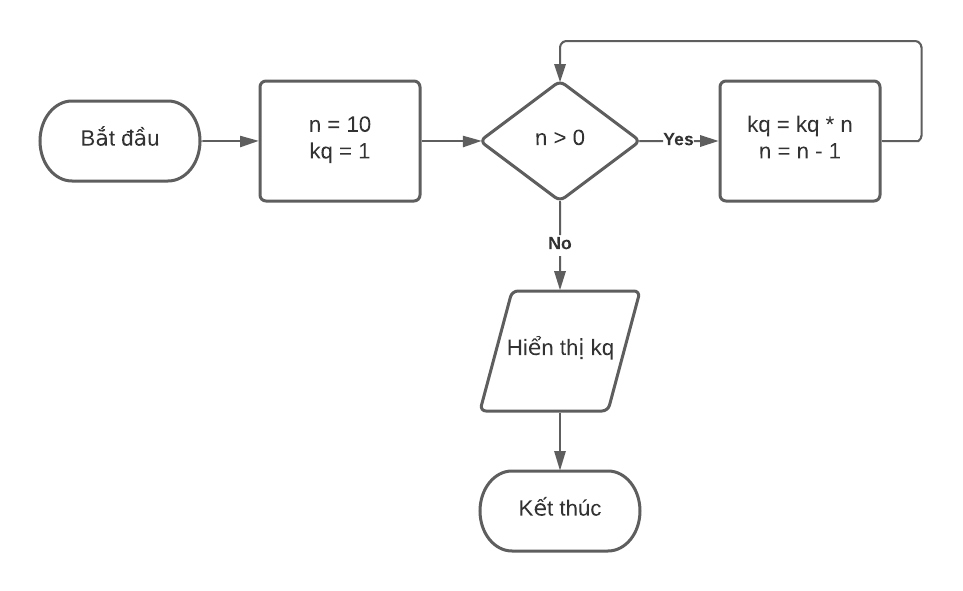 Bắt đầu
n = 10
kq = 1
n > 0
Yes
kq = kq * n
n = n - 1
No
Hiển thị kq
Kết thúc